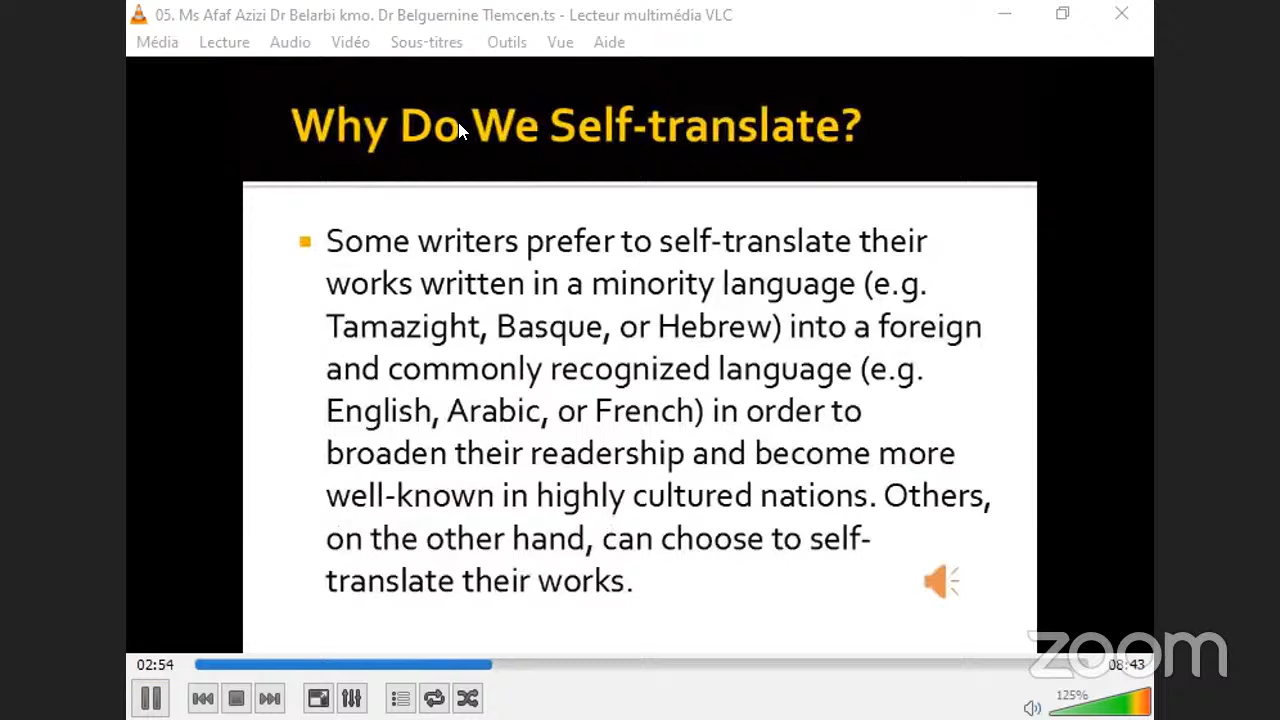 05. Ms Afaf Azizi Dr Belarbi kmo. Dr Belguernine Tlemcen.ts - Lecteur multimédia VLC
Média Lecture Audio Vidéo Sous-titres Outils Vue Aide
Why Do We Self-translate?
Some writers prefer to self-translate their
works written in a minority language (e.g.
Tamazight, Basque, or Hebrew) into a foreign
and commonly recognized language (e.g.
English, Arabic, or French) in order to
broaden their readership and become more
well-known in highly cultured nations. Others,
on the other hand, can choose to self-
translate their works.
zoom
02:54 08:43
125%